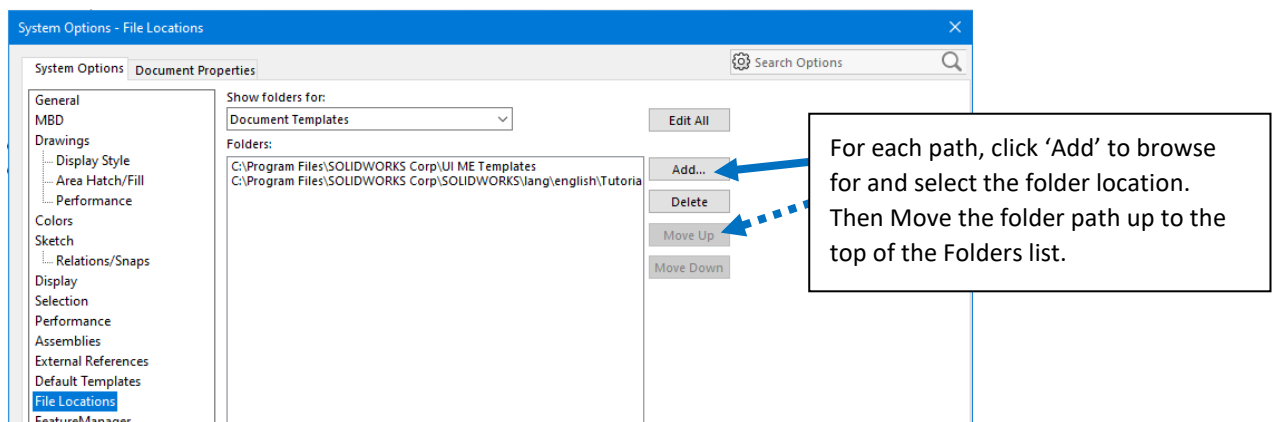 System Options - File Locations
System Options Document Properties
Search Options
General
MBD
Drawings
Display Style
Area Hatch/Fill
Performance
Colors
Sketch
Relations/Snaps
Display
Selection
Performance
Assemblies
External References
Default Templates
File Locations
FeatureManager
Show folders for:
Document Templates
Edit All
Folders:
C:\Program Files\SOLIDWORKS Corp\UI ME Templates
C:\Program Files\SOLIDWORKS Corp\SOLIDWORKS\lang\english\Tutoria
Add...
Delete
Move Up
Move Down
For each path, click ‘Add’ to browse
for and select the folder location.
Then Move the folder path up to the
top of the Folders list.